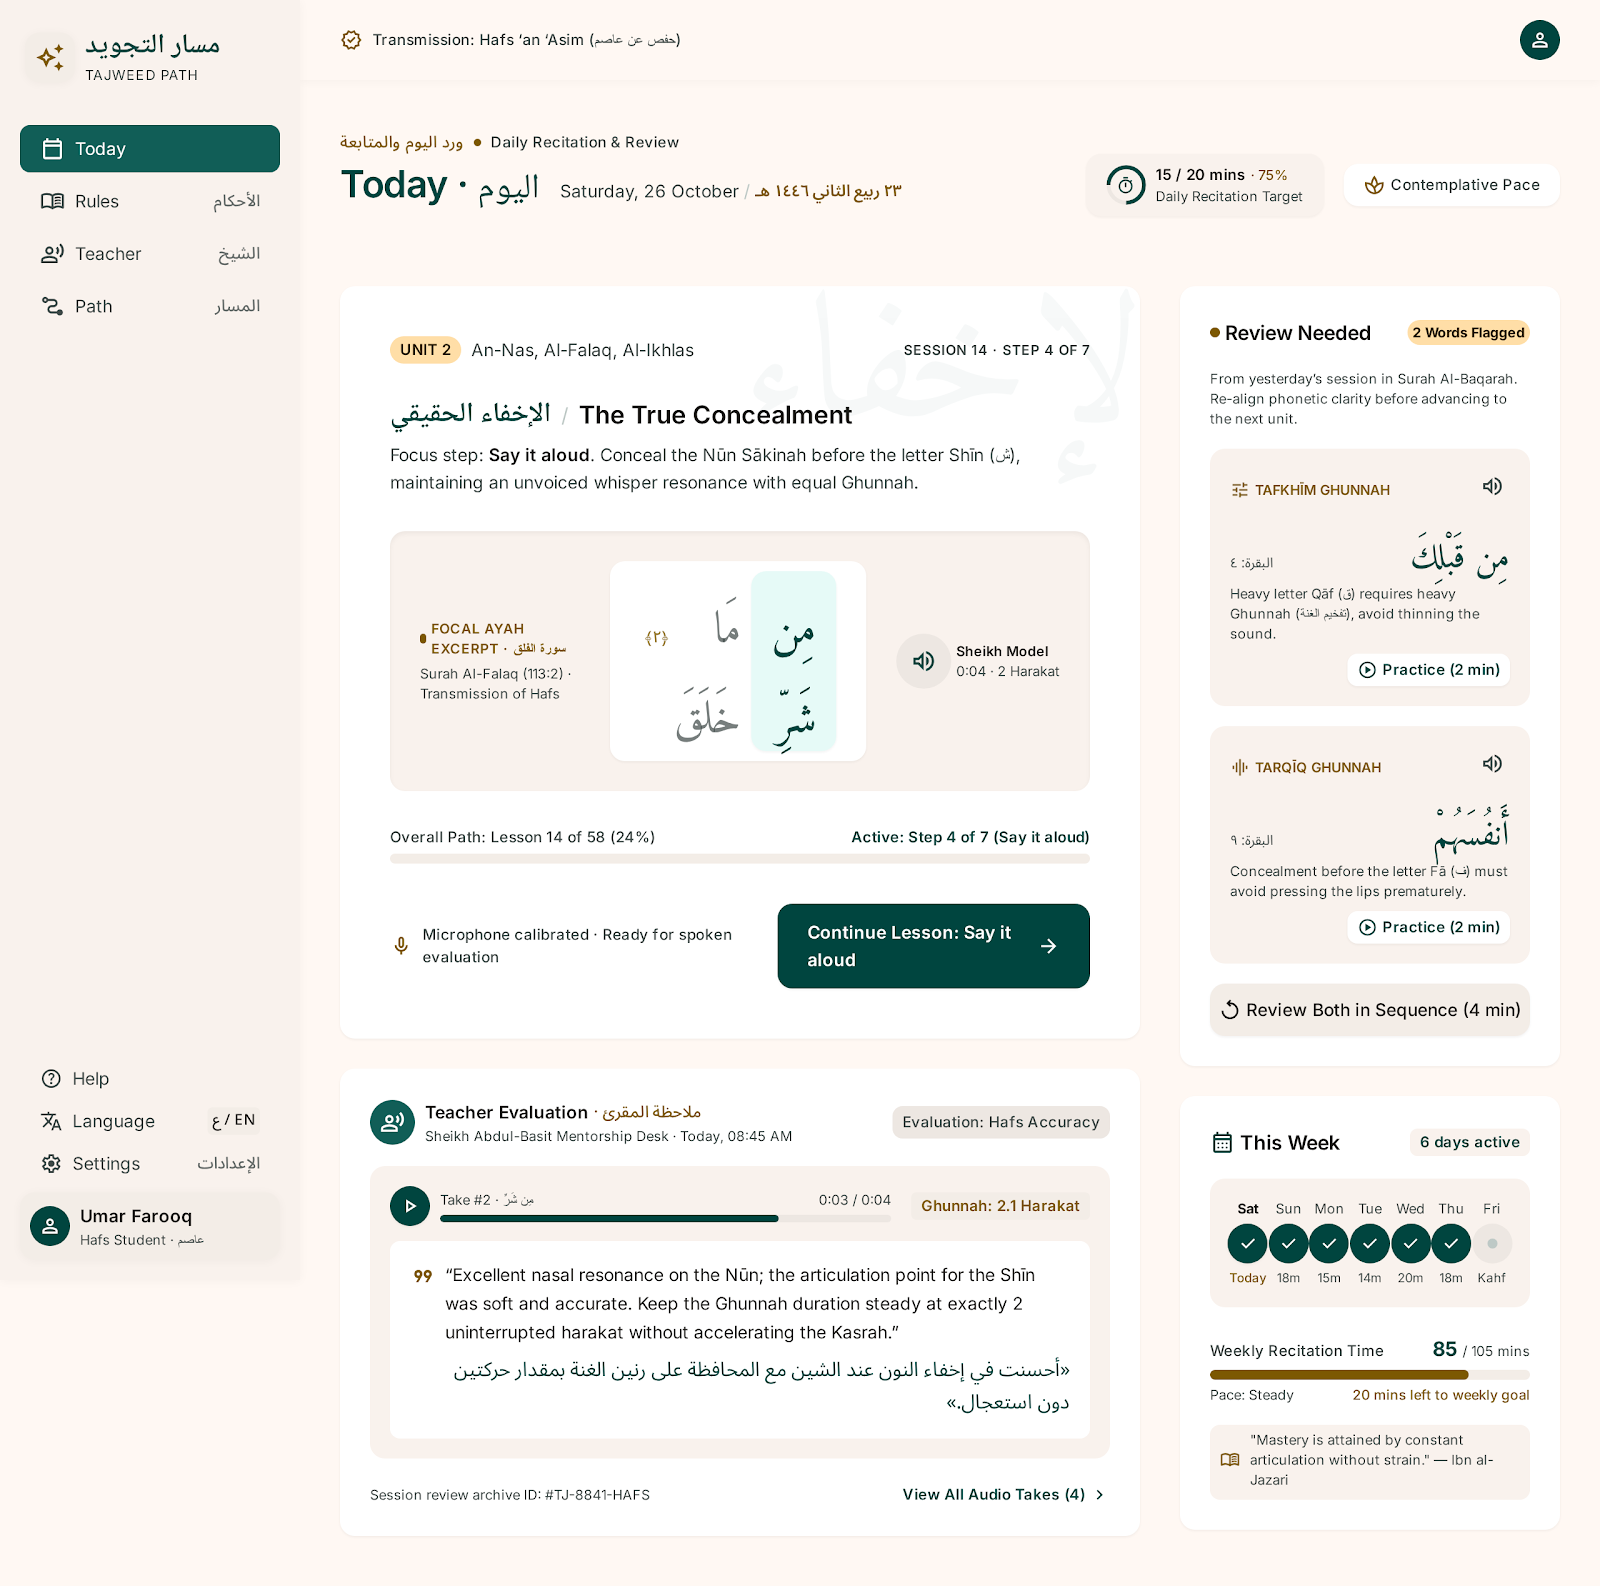 مسار التجويد
TAJWEED PATH
Today
Rules الأحكام
Teacher الشيخ
Path المسار
Help
Language ع / EN
Settings الإعدادات
Umar Farooq
Hafs Student · عاصم
Transmission: Hafs ‘an ‘Asim (حفص عن عاصم)
ورد اليوم والمتابعة • Daily Recitation & Review
Today · اليوم Saturday, 26 October / ٢٣ ربيع الثاني ١٤٤٦ هـ
15 / 20 mins · 75%
Daily Recitation Target
Contemplative Pace
UNIT 2 An-Nas, Al-Falaq, Al-Ikhlas
SESSION 14 · STEP 4 OF 7
الإخفاء الحقيقي / The True Concealment
Focus step: Say it aloud. Conceal the Nūn Sākinah before the letter Shīn (ش),
maintaining an unvoiced whisper resonance with equal Ghunnah.
FOCAL AYAH
EXCERPT · سورة الفلق
Surah Al-Falaq (113:2) ·
Transmission of Hafs
مِن مَا ﴿٢﴾
شَرِّ خَلَقَ
Sheikh Model
0:04 · 2 Harakat
Overall Path: Lesson 14 of 58 (24%)
Active: Step 4 of 7 (Say it aloud)
Microphone calibrated · Ready for spoken
evaluation
Continue Lesson: Say it
aloud
Teacher Evaluation · ملاحظة المقرئ
Sheikh Abdul-Basit Mentorship Desk · Today, 08:45 AM
Evaluation: Hafs Accuracy
Take #2 · مِن شَرِّ
0:03 / 0:04
Ghunnah: 2.1 Harakat
“Excellent nasal resonance on the Nūn; the articulation point for the Shīn
was soft and accurate. Keep the Ghunnah duration steady at exactly 2
uninterrupted harakat without accelerating the Kasrah.”
«أحسنت في إخفاء النون عند الشين مع المحافظة على رنين الغنة بمقدار حركتين
دون استعجال.»
Session review archive ID: #TJ-8841-HAFS
View All Audio Takes (4)
Review Needed
2 Words Flagged
From yesterday’s session in Surah Al-Baqarah.
Re-align phonetic clarity before advancing to
the next unit.
TAFKHĪM GHUNNAH
مِن قَبْلِكَ
البقرة: ٤
Heavy letter Qāf (ق) requires heavy
Ghunnah (تفخيم الغنة), avoid thinning the
sound.
Practice (2 min)
TARQĪQ GHUNNAH
أَنفُسَهُمْ
البقرة: ٩
Concealment before the letter Fā (ف) must
avoid pressing the lips prematurely.
Practice (2 min)
Review Both in Sequence (4 min)
This Week
6 days active
Sat Sun Mon Tue Wed Thu Fri
Today 18m 15m 14m 20m 18m Kahf
Weekly Recitation Time 85 / 105 mins
Pace: Steady 20 mins left to weekly goal
"Mastery is attained by constant
articulation without strain." — Ibn al-
Jazari